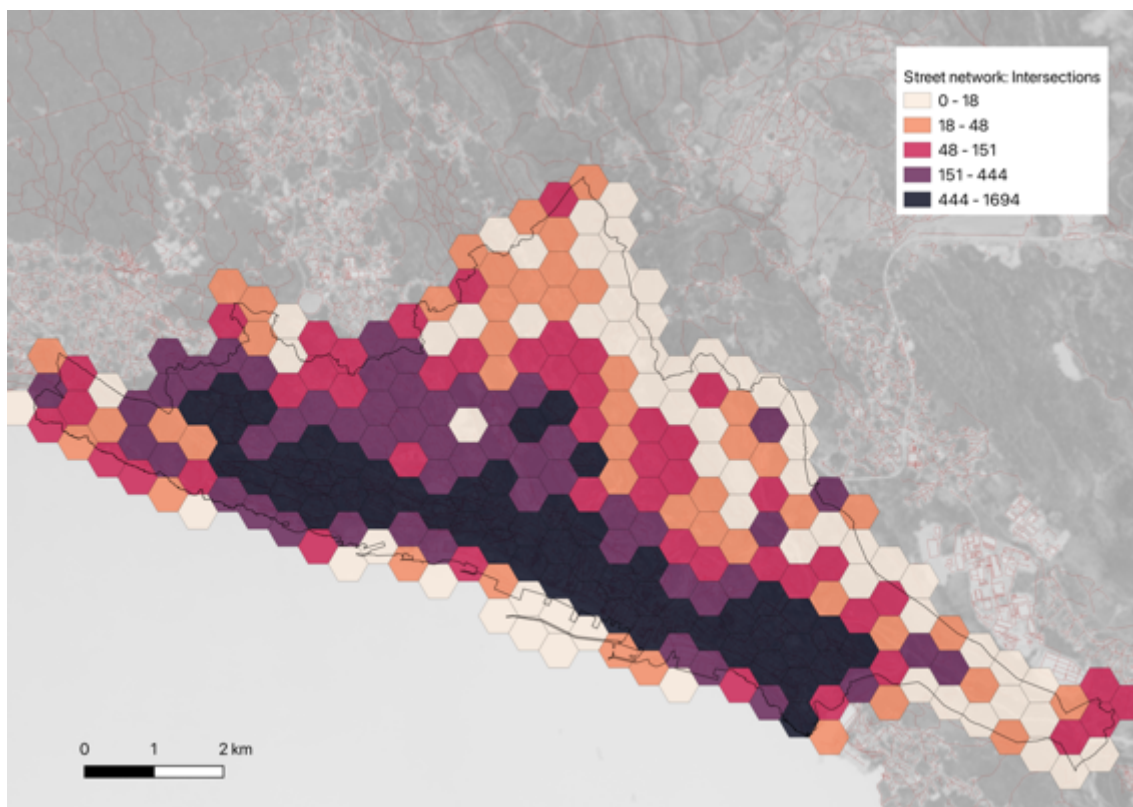 Street network: Intersections
0 - 18
18 - 48
48 - 151
151 - 444
444 - 1694
0 1 2 km